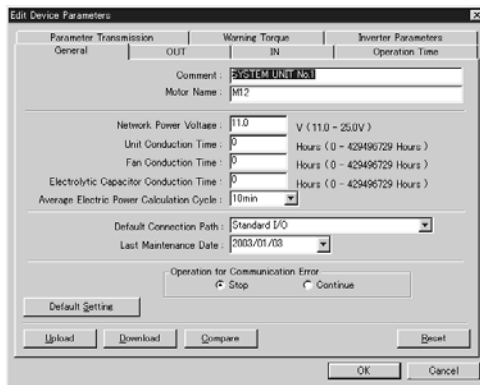 Edit Device Parameters
Parameter Transmission Warning Torque Inverter Parameters
General OUT IN Operation Time
Comment : SYSTEM UNIT No.1
Motor Name : M12
Network Power Voltage : 11.0 V ( 11.0 - 25.0V )
Unit Conduction Time : 0 Hours ( 0 - 429496729 Hours )
Fan Conduction Time : 0 Hours ( 0 - 429496729 Hours )
Electrolytic Capacitor Conduction Time : 0 Hours ( 0 - 429496729 Hours )
Average Electric Power Calculation Cycle : 10min
Default Connection Path : Standard I/O
Last Maintenance Date : 2003/01/03
Operation for Communication Error
Stop Continue
Default Setting
Upload Download Compare Reset
OK Cancel